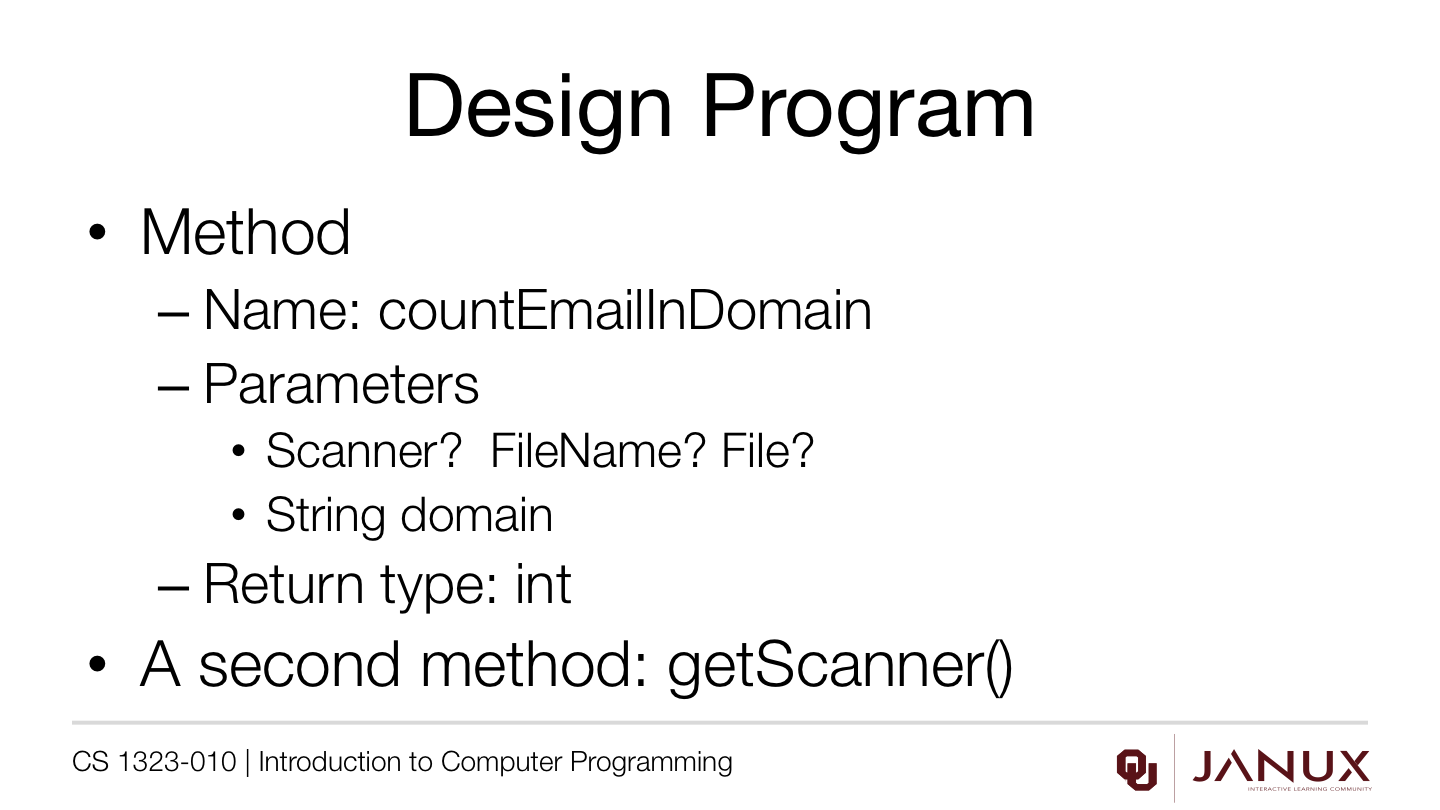 Design Program
• Method
– Name: countEmailInDomain
– Parameters
• Scanner? FileName? File?
• String domain
– Return type: int
• A second method: getScanner()
CS 1323-010 | Introduction to Computer Programming
OU
JANUX
INTERACTIVE LEARNING COMMUNITY